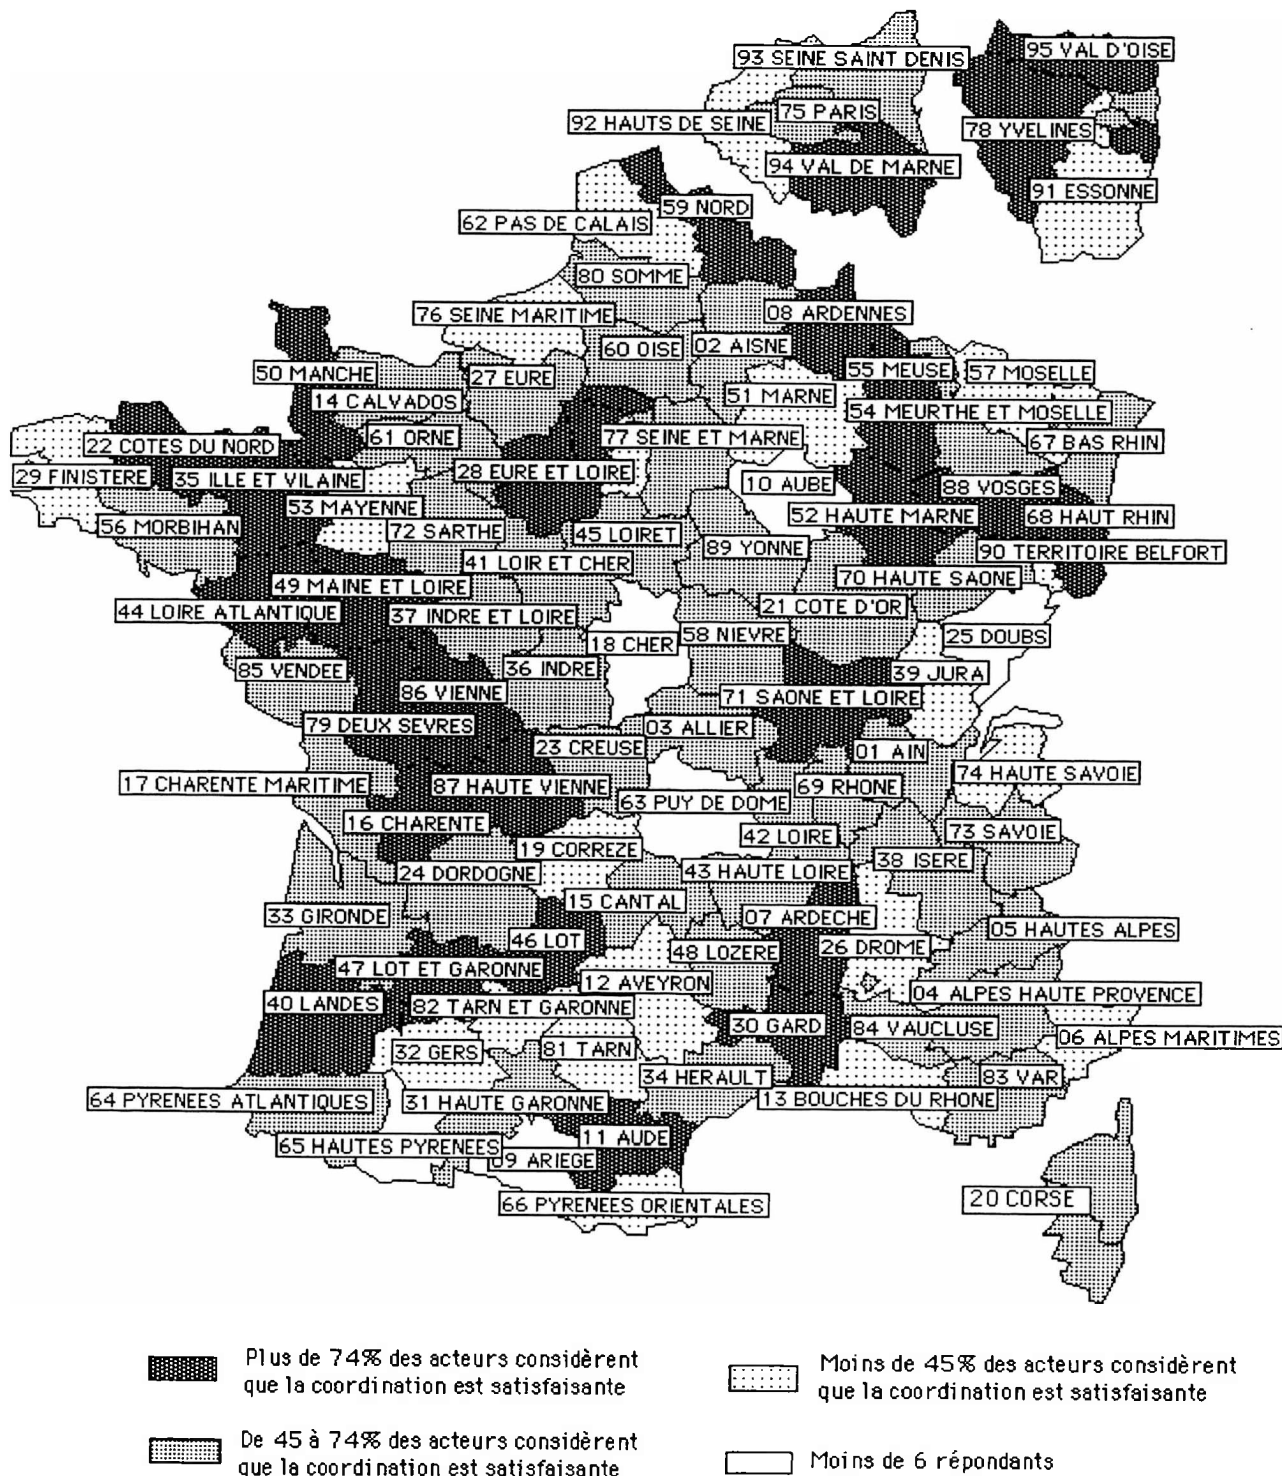 93 SEINE SAINT DENIS
95 VAL D'OISE
75 PARIS
92 HAUTS DE SEINE
78 YVELINES
94 VAL DE MARNE
91 ESSONNE
59 NORD
62 PAS DE CALAIS
80 SOMME
76 SEINE MARITIME
08 ARDENNES
60 OISE
02 AISNE
50 MANCHE
27 EURE
55 MEUSE
57 MOSELLE
14 CALVADOS
51 MARNE
54 MEURTHE ET MOSELLE
22 COTES DU NORD
61 ORNE
77 SEINE ET MARNE
67 BAS RHIN
29 FINISTERE
35 ILLE ET VILAINE
28 EURE ET LOIRE
10 AUBE
88 VOSGES
53 MAYENNE
56 MORBIHAN
72 SARTHE
45 LOIRET
52 HAUTE MARNE
68 HAUT RHIN
89 YONNE
90 TERRITOIRE BELFORT
41 LOIR ET CHER
70 HAUTE SAONE
49 MAINE ET LOIRE
44 LOIRE ATLANTIQUE
37 INDRE ET LOIRE
21 COTE D'OR
58 NIEVRE
25 DOUBS
18 CHER
85 VENDEE
36 INDRE
39 JURA
86 VIENNE
71 SAONE ET LOIRE
79 DEUX SEVRES
03 ALLIER
23 CREUSE
01 AIN
17 CHARENTE MARITIME
87 HAUTE VIENNE
69 RHONE
74 HAUTE SAVOIE
63 PUY DE DOME
16 CHARENTE
42 LOIRE
73 SAVOIE
19 CORREZE
38 ISERE
24 DORDOGNE
43 HAUTE LOIRE
15 CANTAL
33 GIRONDE
07 ARDECHE
05 HAUTES ALPES
46 LOT
26 DROME
48 LOZERE
47 LOT ET GARONNE
12 AVEYRON
40 LANDES
82 TARN ET GARONNE
04 ALPES HAUTE PROVENCE
30 GARD
84 VAUCLUSE
06 ALPES MARITIMES
32 GERS
81 TARN
34 HERAULT
83 VAR
64 PYRENEES ATLANTIQUES
31 HAUTE GARONNE
13 BOUCHES DU RHONE
11 AUDE
65 HAUTES PYRENEES
09 ARIEGE
66 PYRENEES ORIENTALES
20 CORSE
Plus de 74% des acteurs considèrent
que la coordination est satisfaisante
Moins de 45% des acteurs considèrent
que la coordination est satisfaisante
De 45 à 74% des acteurs considèrent
que la coordination est satisfaisante
Moins de 6 répondants